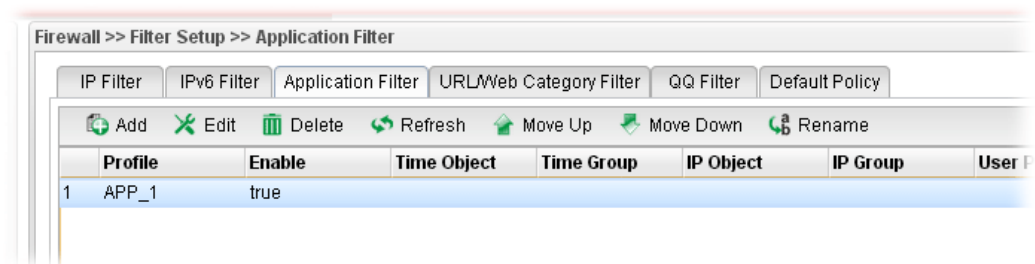 Firewall >> Filter Setup >> Application Filter
IP Filter IPv6 Filter Application Filter URL/Web Category Filter QQ Filter Default Policy
Add Edit Delete Refresh Move Up Move Down Rename
Profile Enable Time Object Time Group IP Object IP Group User
1 APP_1 true